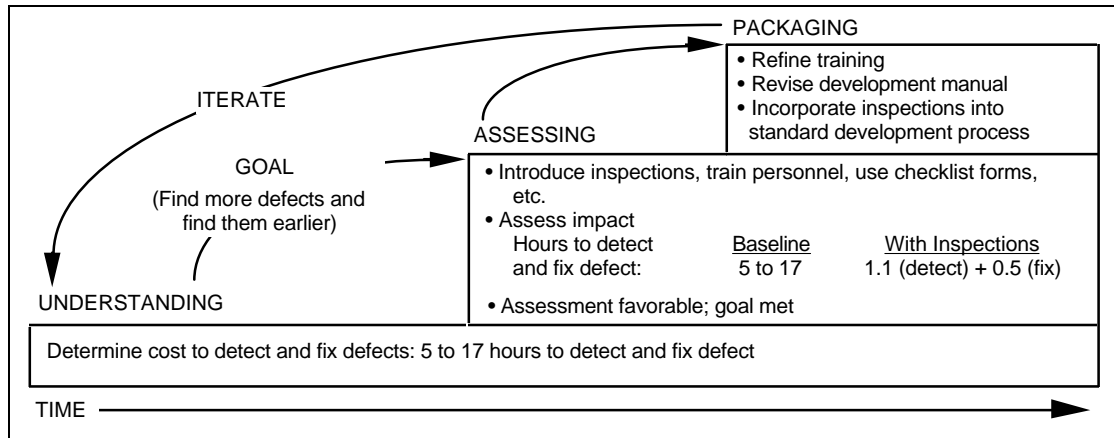 PACKAGING
• Refine training
• Revise development manual
• Incorporate inspections into
standard development process
ITERATE
ASSESSING
• Introduce inspections, train personnel, use checklist forms,
etc.
• Assess impact
Hours to detect Baseline With Inspections
and fix defect: 5 to 17 1.1 (detect) + 0.5 (fix)
• Assessment favorable; goal met
GOAL
(Find more defects and
find them earlier)
UNDERSTANDING
Determine cost to detect and fix defects: 5 to 17 hours to detect and fix defect
TIME